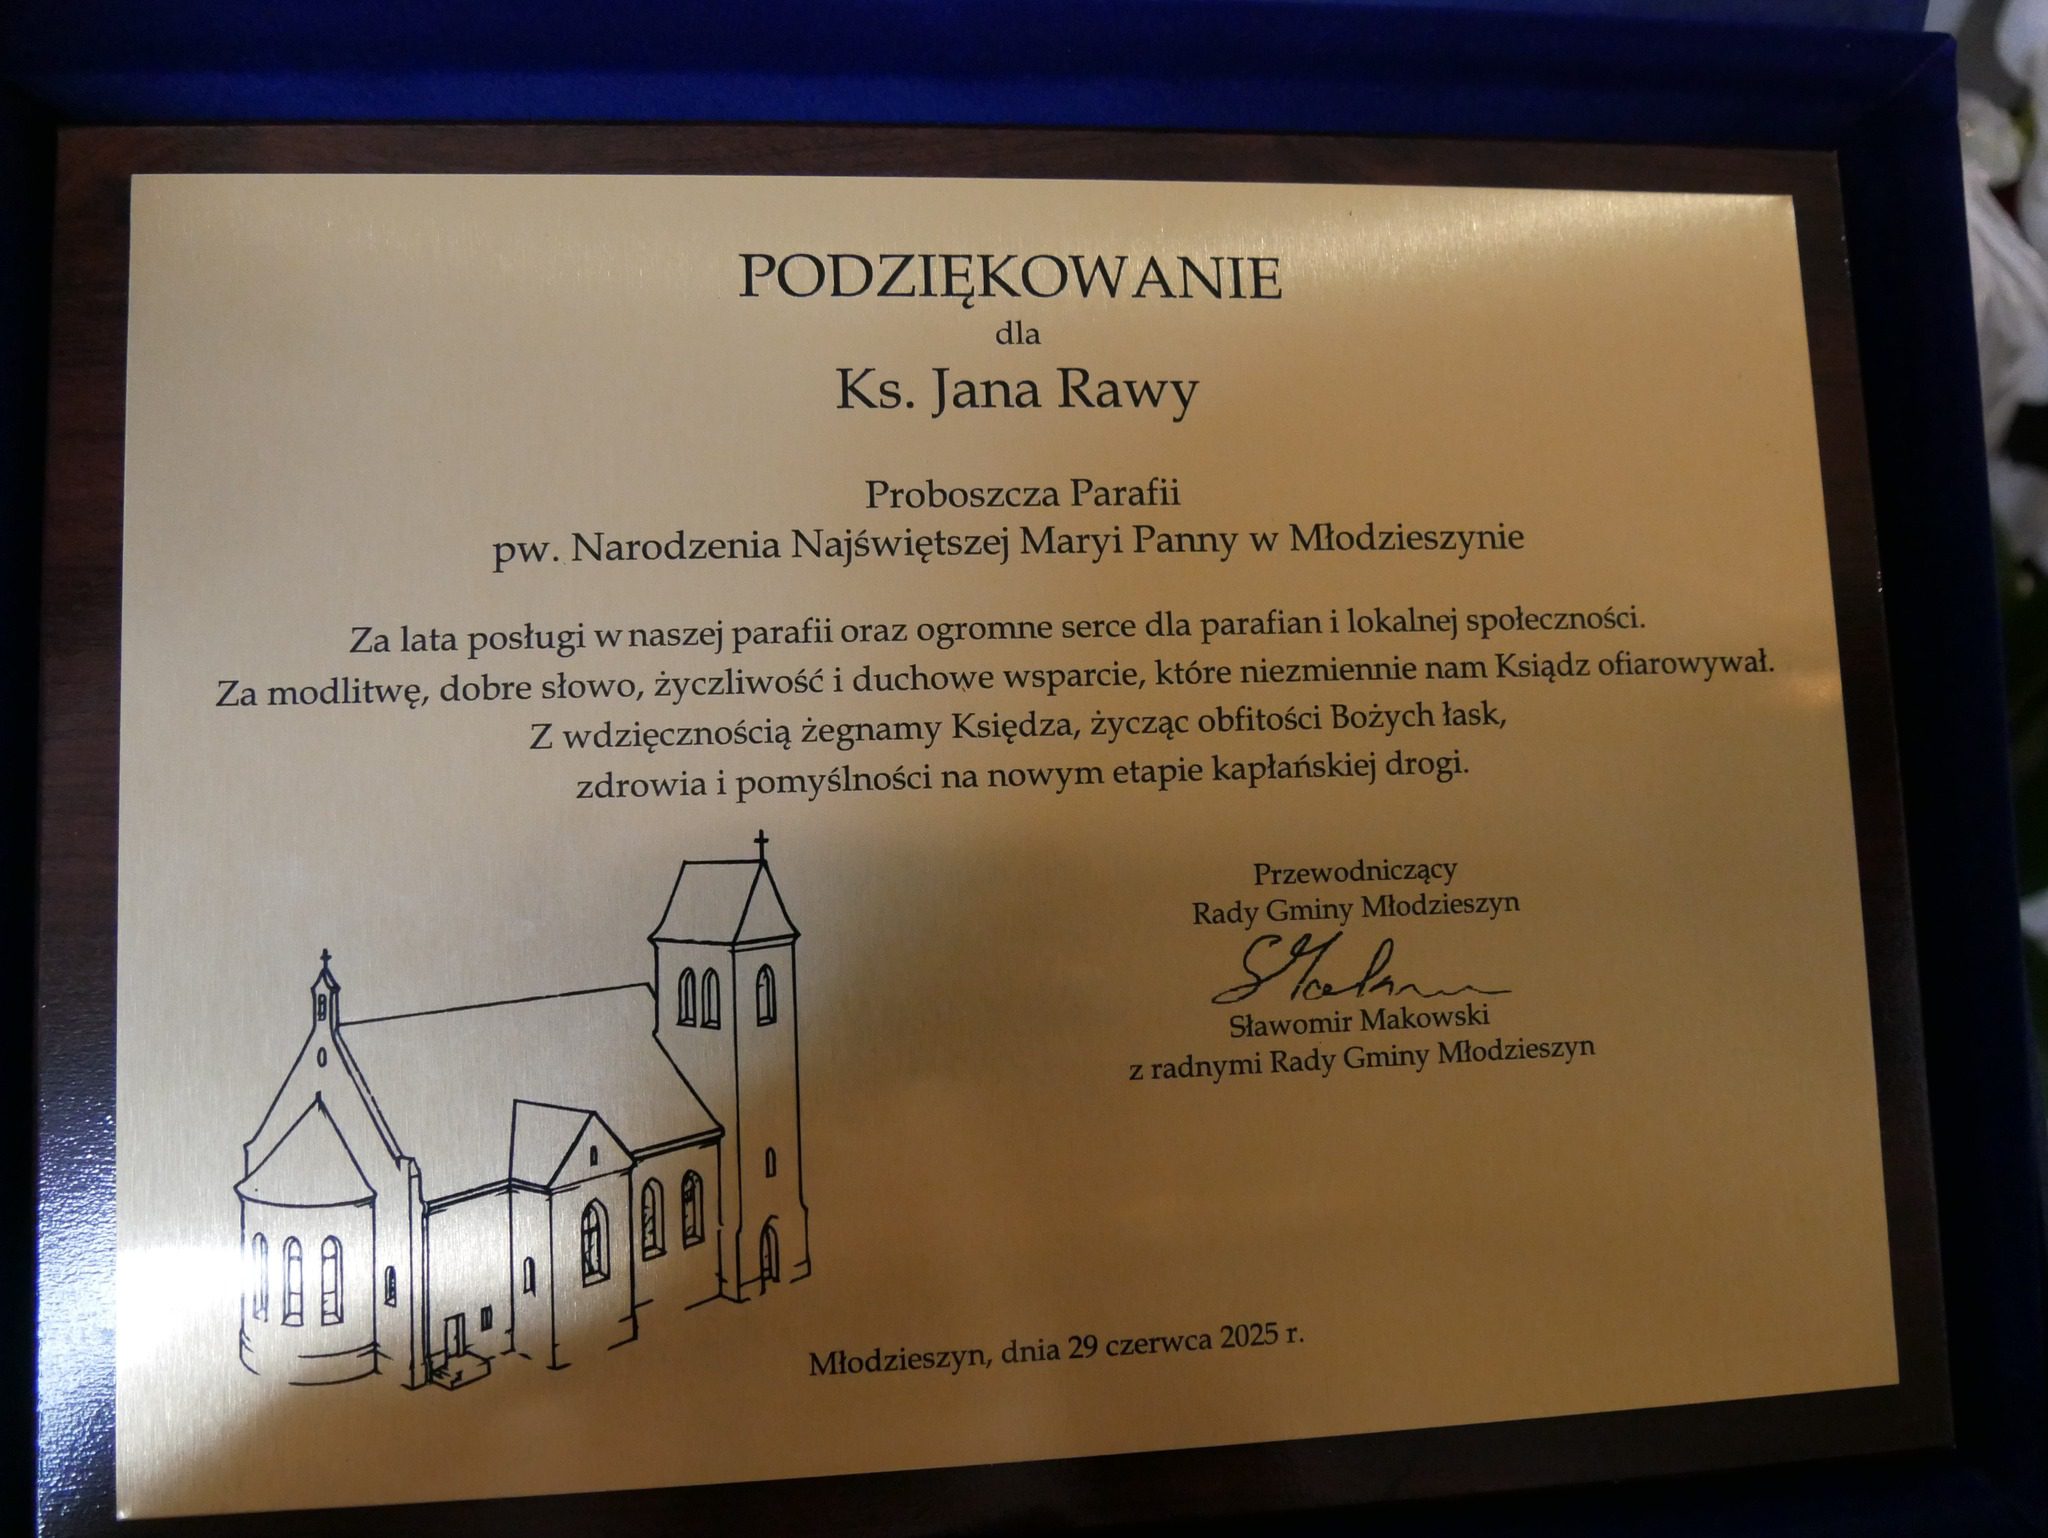 PODZIĘKOWANIE
dla
Ks. Jana Rawy
Proboszcza Parafii
pw. Narodzenia Najświętszej Maryi Panny w Młodzieszynie
Za lata posługi w naszej parafii oraz ogromne serce dla parafian i lokalnej społeczności.
Za modlitwę, dobre słowo, życzliwość i duchowe wsparcie, które niezmiennie nam Ksiądz ofiarowywał.
Z wdzięcznością żegnamy Księdza, życząc obfitości Bożych łask,
zdrowia i pomyślności na nowym etapie kapłańskiej drogi.
Przewodniczący
Rady Gminy Młodzieszyn
Sławomir Makowski
z radnymi Rady Gminy Młodzieszyn
Młodzieszyn, dnia 29 czerwca 2025 r.